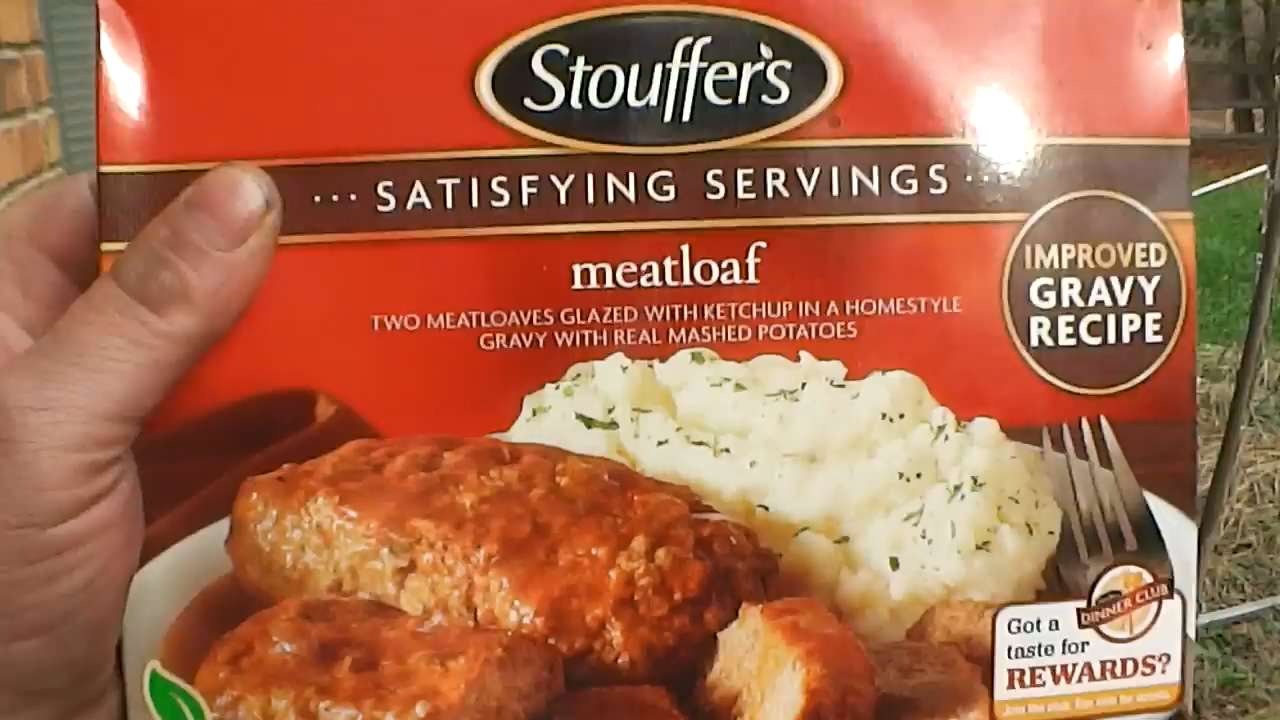 Stouffer's
··· SATISFYING SERVINGS ···
meatloaf
TWO MEATLOAVES GLAZED WITH KETCHUP IN A HOMESTYLE
GRAVY WITH REAL MASHED POTATOES
IMPROVED
GRAVY
RECIPE
DINNER CLUB
Got a
taste for
REWARDS?